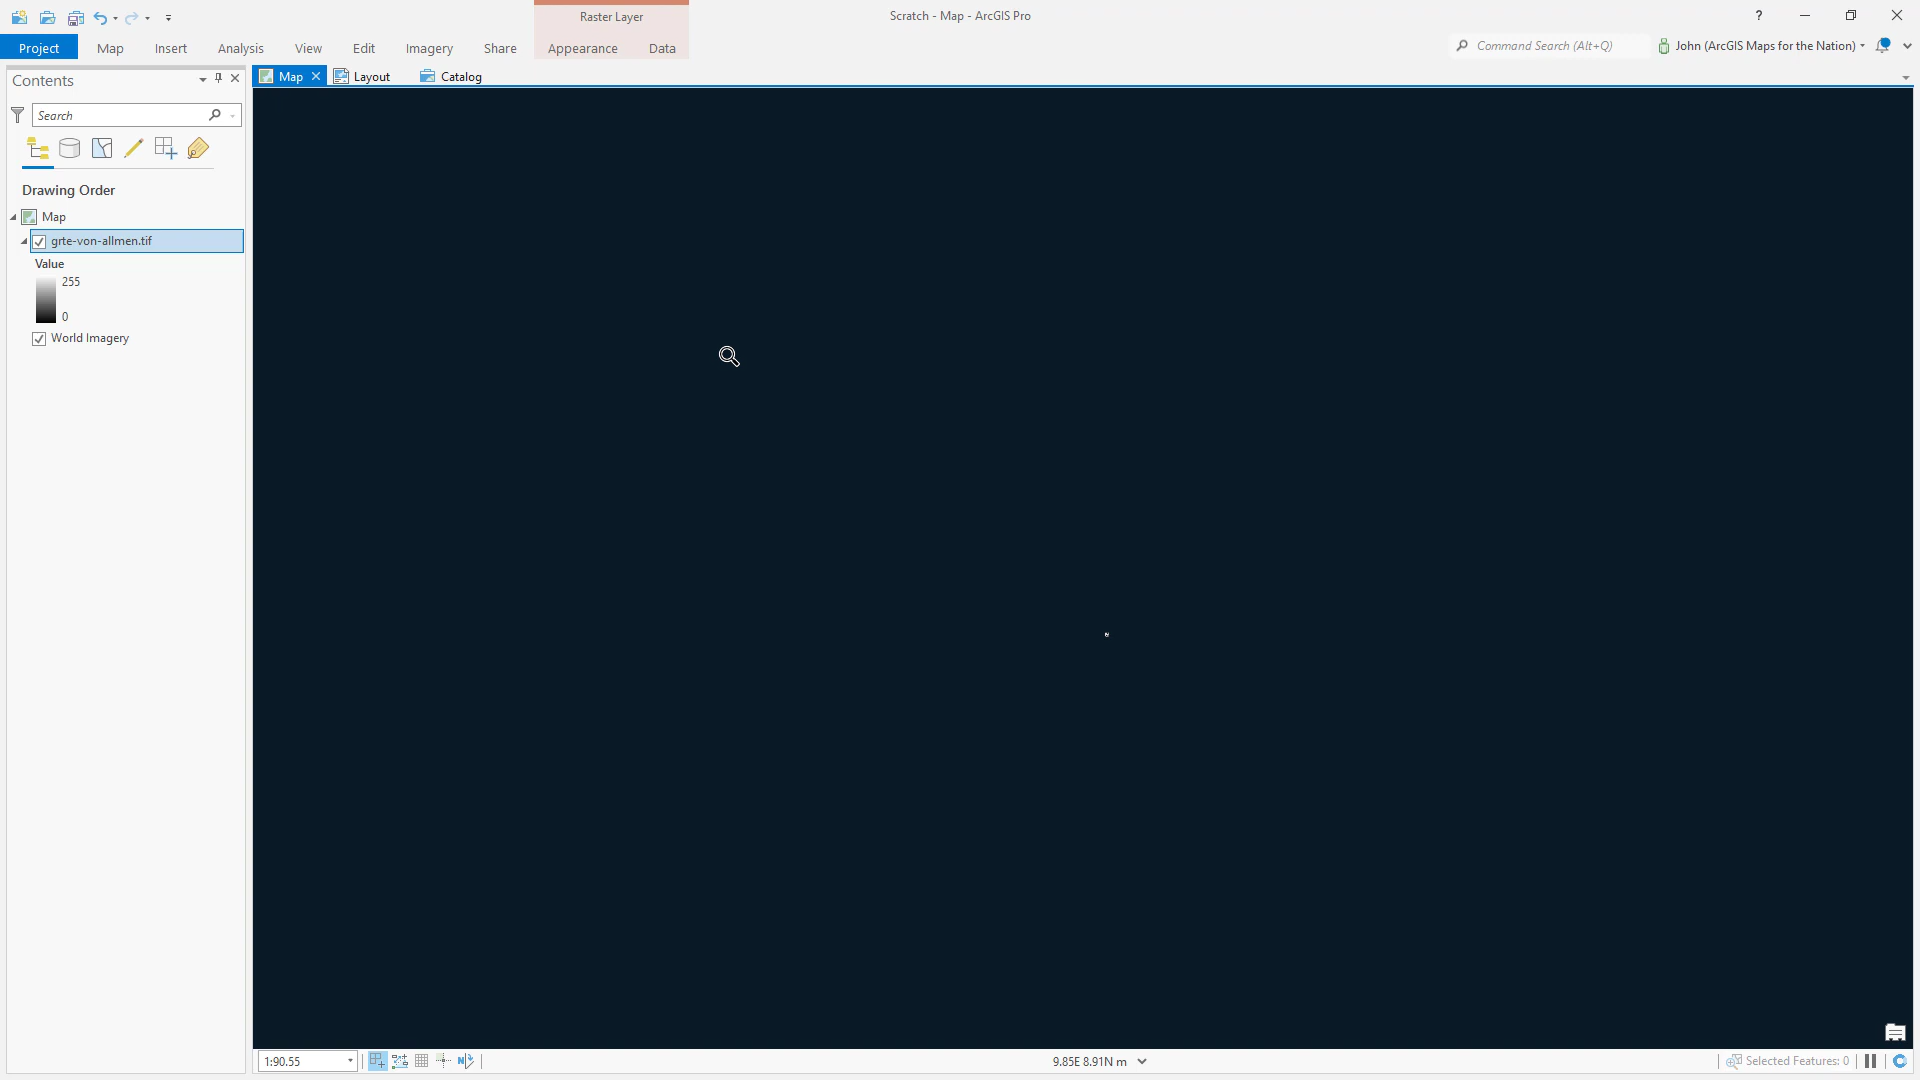 Raster Layer
Scratch - Map - ArcGIS Pro
?
Project Map Insert Analysis View Edit Imagery Share Appearance Data
Command Search (Alt+Q)
John (ArcGIS Maps for the Nation)
Contents
Map Layout Catalog
Search
Drawing Order
Map
grte-von-allmen.tif
Value
255
0
World Imagery
1:90.55
N
9.85E 8.91N m
Selected Features: 0